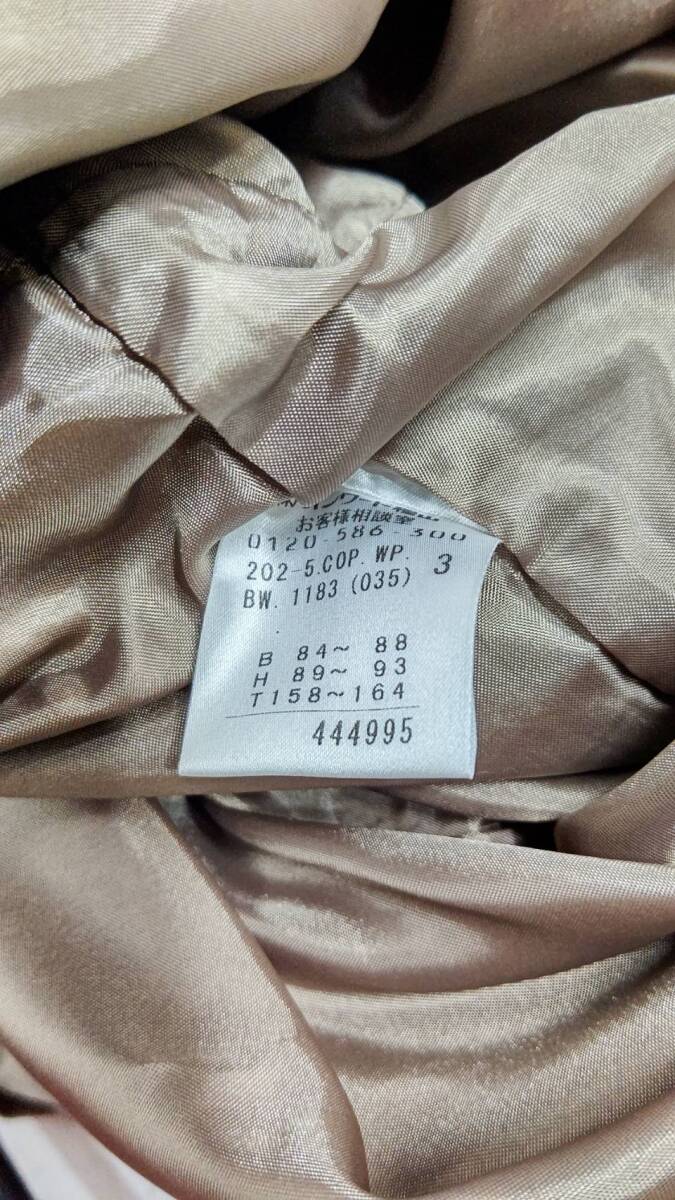 お客様相談室
0120-586-300
202-5.COP.WP. 3
BW. 1183 (035)
B 84~ 88
H 89~ 93
T158~164
444995